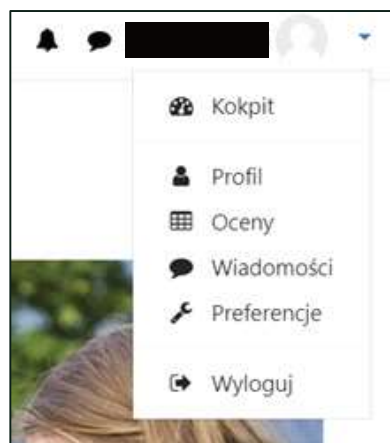 Kokpit
Profil
Oceny
Wiadomości
Preferencje
Wyloguj